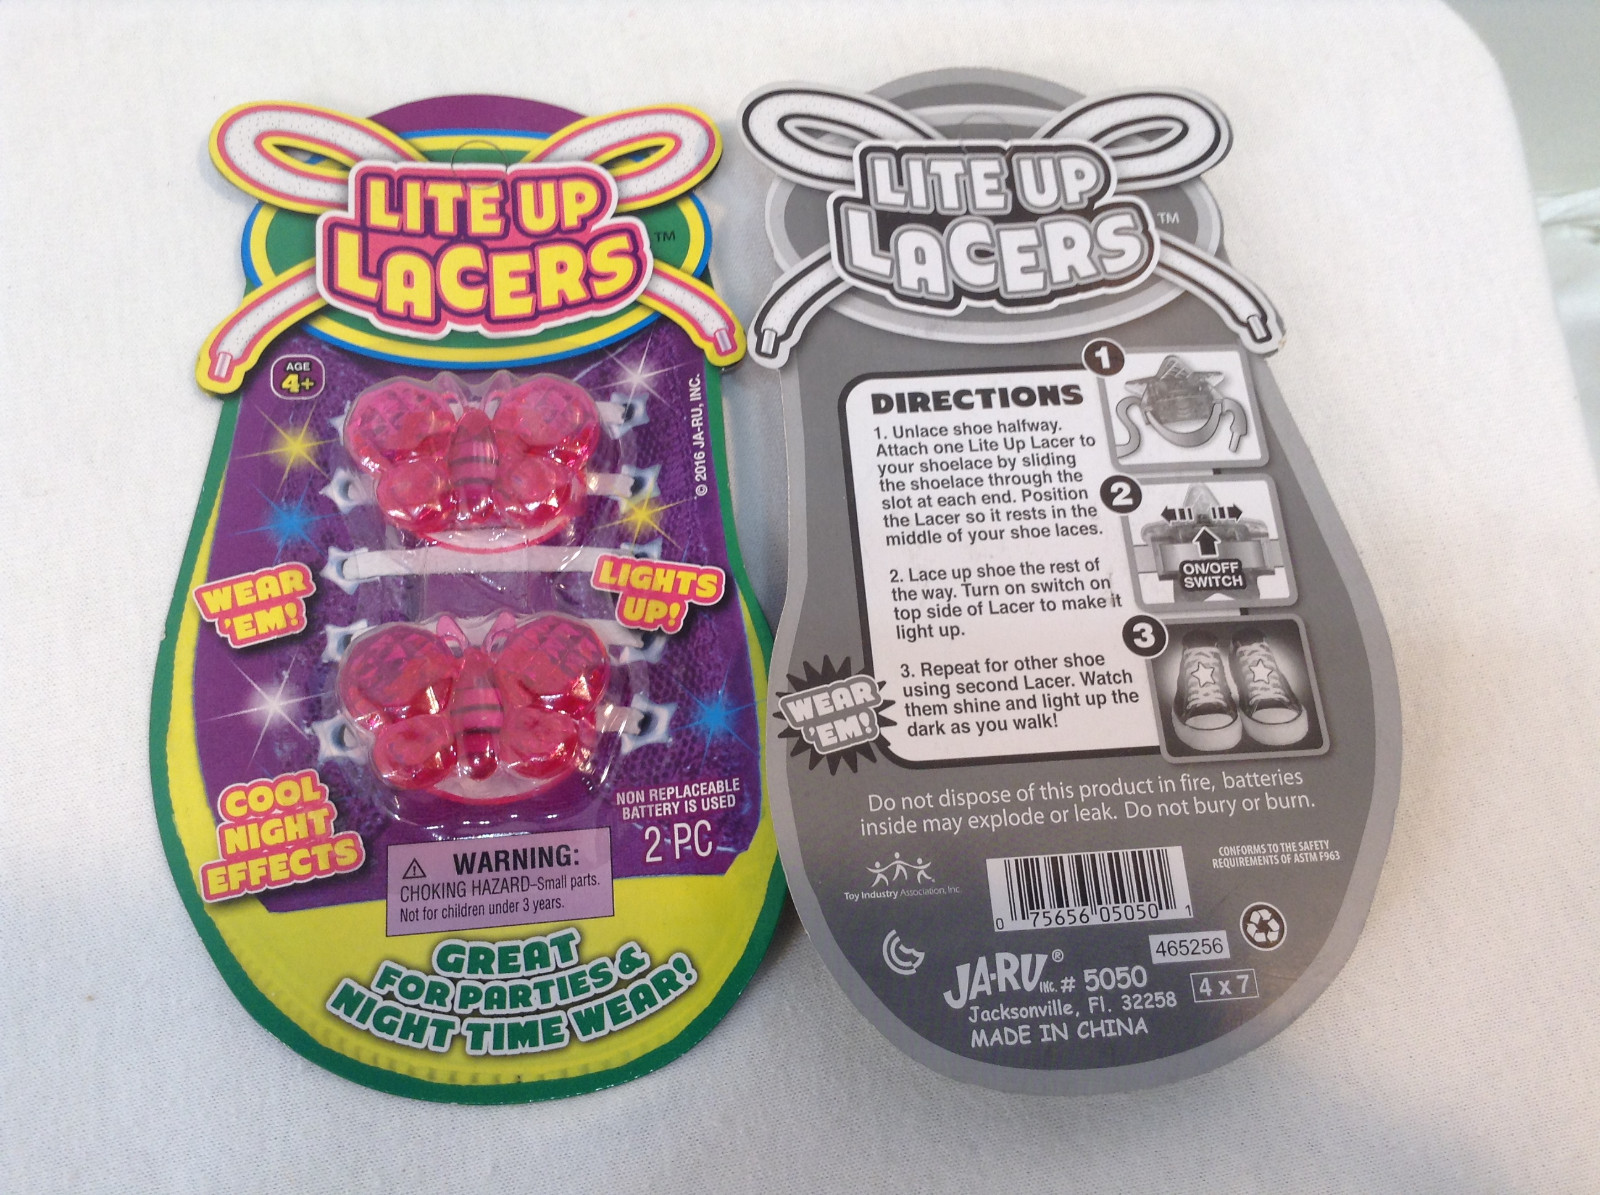 LITE UP
LACERS
TM
AGE
4+
© 2016 JA-RU, INC.
WEAR
'EM!
LIGHTS
UP!
COOL
NIGHT
EFFECTS
NON REPLACEABLE
BATTERY IS USED
2 PC
WARNING:
CHOKING HAZARD–Small parts.
Not for children under 3 years.
GREAT
FOR PARTIES &
NIGHT TIME WEAR!
LITE UP
LACERS
TM
DIRECTIONS
1. Unlace shoe halfway.
Attach one Lite Up Lacer to
your shoelace by sliding
the shoelace through the
slot at each end. Position
the Lacer so it rests in the
middle of your shoe laces.
2. Lace up shoe the rest of
the way. Turn on switch on
top side of Lacer to make it
light up.
3. Repeat for other shoe
using second Lacer. Watch
them shine and light up the
dark as you walk!
1
2
ON/OFF
SWITCH
3
WEAR
'EM!
Do not dispose of this product in fire, batteries
inside may explode or leak. Do not bury or burn.
CONFORMS TO THE SAFETY
REQUIREMENTS OF ASTM F963
Toy Industry Association, Inc.
0 75656 05050 1
465256
JA-RU® INC. # 5050
4 x 7
Jacksonville, Fl. 32258
MADE IN CHINA